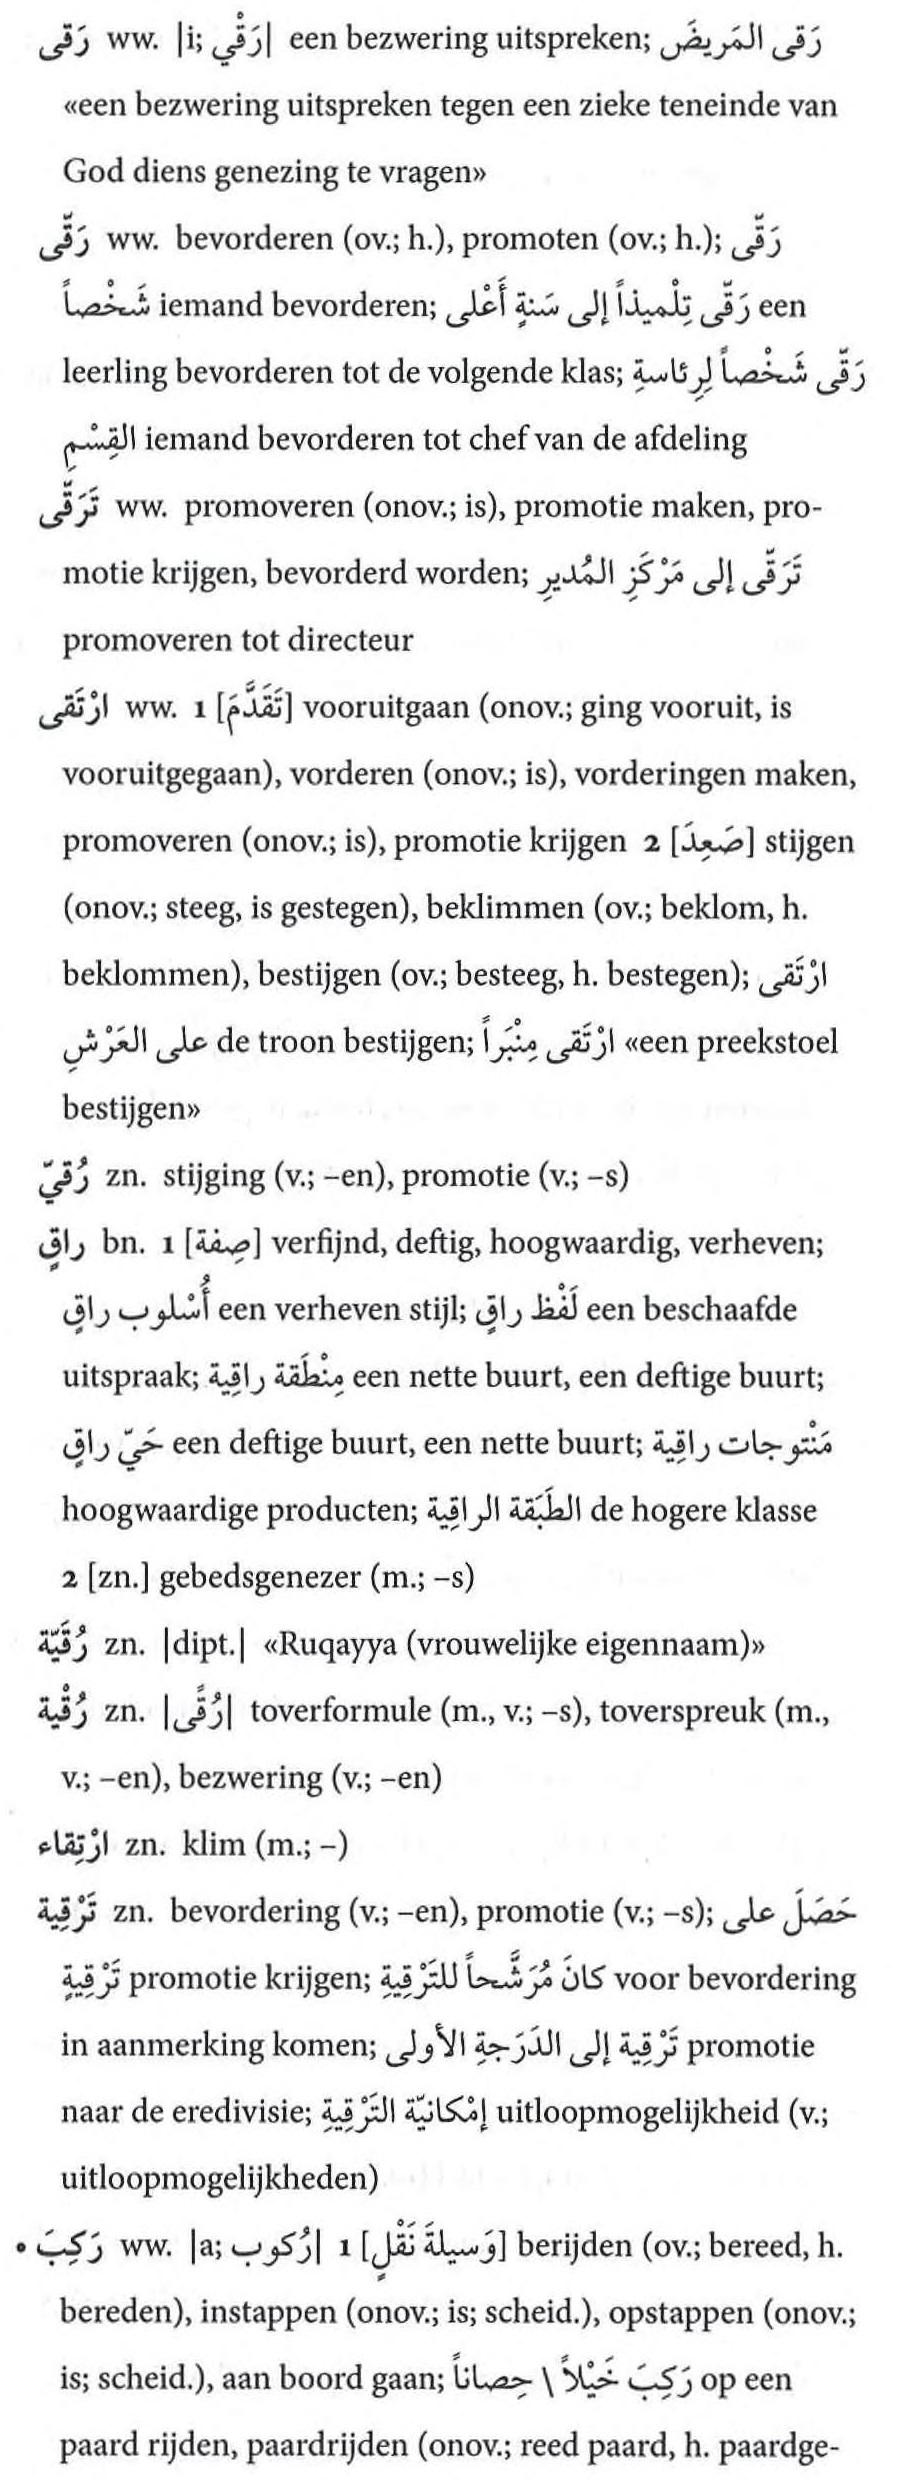 رَقى ww. |i; رَقْي| een bezwering uitspreken; رَقى المَريضَ
«een bezwering uitspreken tegen een zieke teneinde van
God diens genezing te vragen»
رَقّى ww. bevorderen (ov.; h.), promoten (ov.; h.); رَقّى
شَخْصاً iemand bevorderen; رَقّى تِلْميذاً إلى سَنةٍ أَعْلى een
leerling bevorderen tot de volgende klas; رَقّى شَخْصاً لِرِئاسةِ
القِسْمِ iemand bevorderen tot chef van de afdeling
تَرَقّى ww. promoveren (onov.; is), promotie maken, pro-
motie krijgen, bevorderd worden; تَرَقّى إلى مَرْكَزِ المُديرِ
promoveren tot directeur
ارْتَقى ww. 1 [تَقَدَّمَ] vooruitgaan (onov.; ging vooruit, is
vooruitgegaan), vorderen (onov.; is), vorderingen maken,
promoveren (onov.; is), promotie krijgen 2 [صَعِدَ] stijgen
(onov.; steeg, is gestegen), beklimmen (ov.; beklom, h.
beklommen), bestijgen (ov.; besteeg, h. bestegen); ارْتَقى
على العَرْشِ de troon bestijgen; ارْتَقى مِنْبَراً «een preekstoel
bestijgen»
رُقيّ zn. stijging (v.; –en), promotie (v.; –s)
راقٍ bn. 1 [صِفة] verfijnd, deftig, hoogwaardig, verheven;
أُسْلوب راقٍ een verheven stijl; لَفْظ راقٍ een beschaafde
uitspraak; مِنْطَقة راقِية een nette buurt, een deftige buurt;
حَيّ راقٍ een deftige buurt, een nette buurt; مَنْتوجات راقِية
hoogwaardige producten; الطَبَقة الراقِية de hogere klasse
2 [zn.] gebedsgenezer (m.; –s)
رُقَيّة zn. |dipt.| «Ruqayya (vrouwelijke eigennaam)»
رُقْية zn. |رُقًى| toverformule (m., v.; –s), toverspreuk (m.,
v.; –en), bezwering (v.; –en)
ارْتِقاء zn. klim (m.; –)
تَرْقِية zn. bevordering (v.; –en), promotie (v.; –s); حَصَلَ على
تَرْقِيةٍ promotie krijgen; كانَ مُرَشَّحاً للتَرْقِيةِ voor bevordering
in aanmerking komen; تَرْقِية إلى الدَرَجةِ الأولى promotie
naar de eredivisie; إمْكانيّة التَرْقِيةِ uitloopmogelijkheid (v.;
uitloopmogelijkheden)
• رَكِبَ ww. |a; رُكوب| 1 [وَسيلةَ نَقْلٍ] berijden (ov.; bereed, h.
bereden), instappen (onov.; is; scheid.), opstappen (onov.;
is; scheid.), aan boord gaan; رَكِبَ خَيْلاً \ حِصاناً op een
paard rijden, paardrijden (onov.; reed paard, h. paardge-